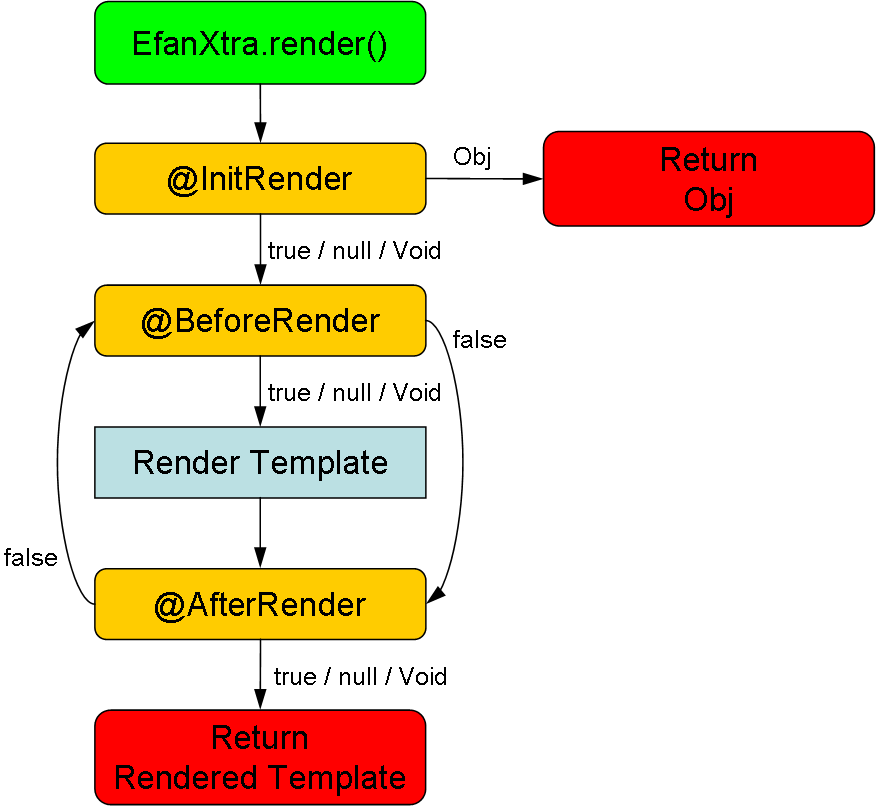 EfanXtra.render()
@InitRender
Obj
Return
Obj
true / null / Void
@BeforeRender
false
true / null / Void
Render Template
false
@AfterRender
true / null / Void
Return
Rendered Template